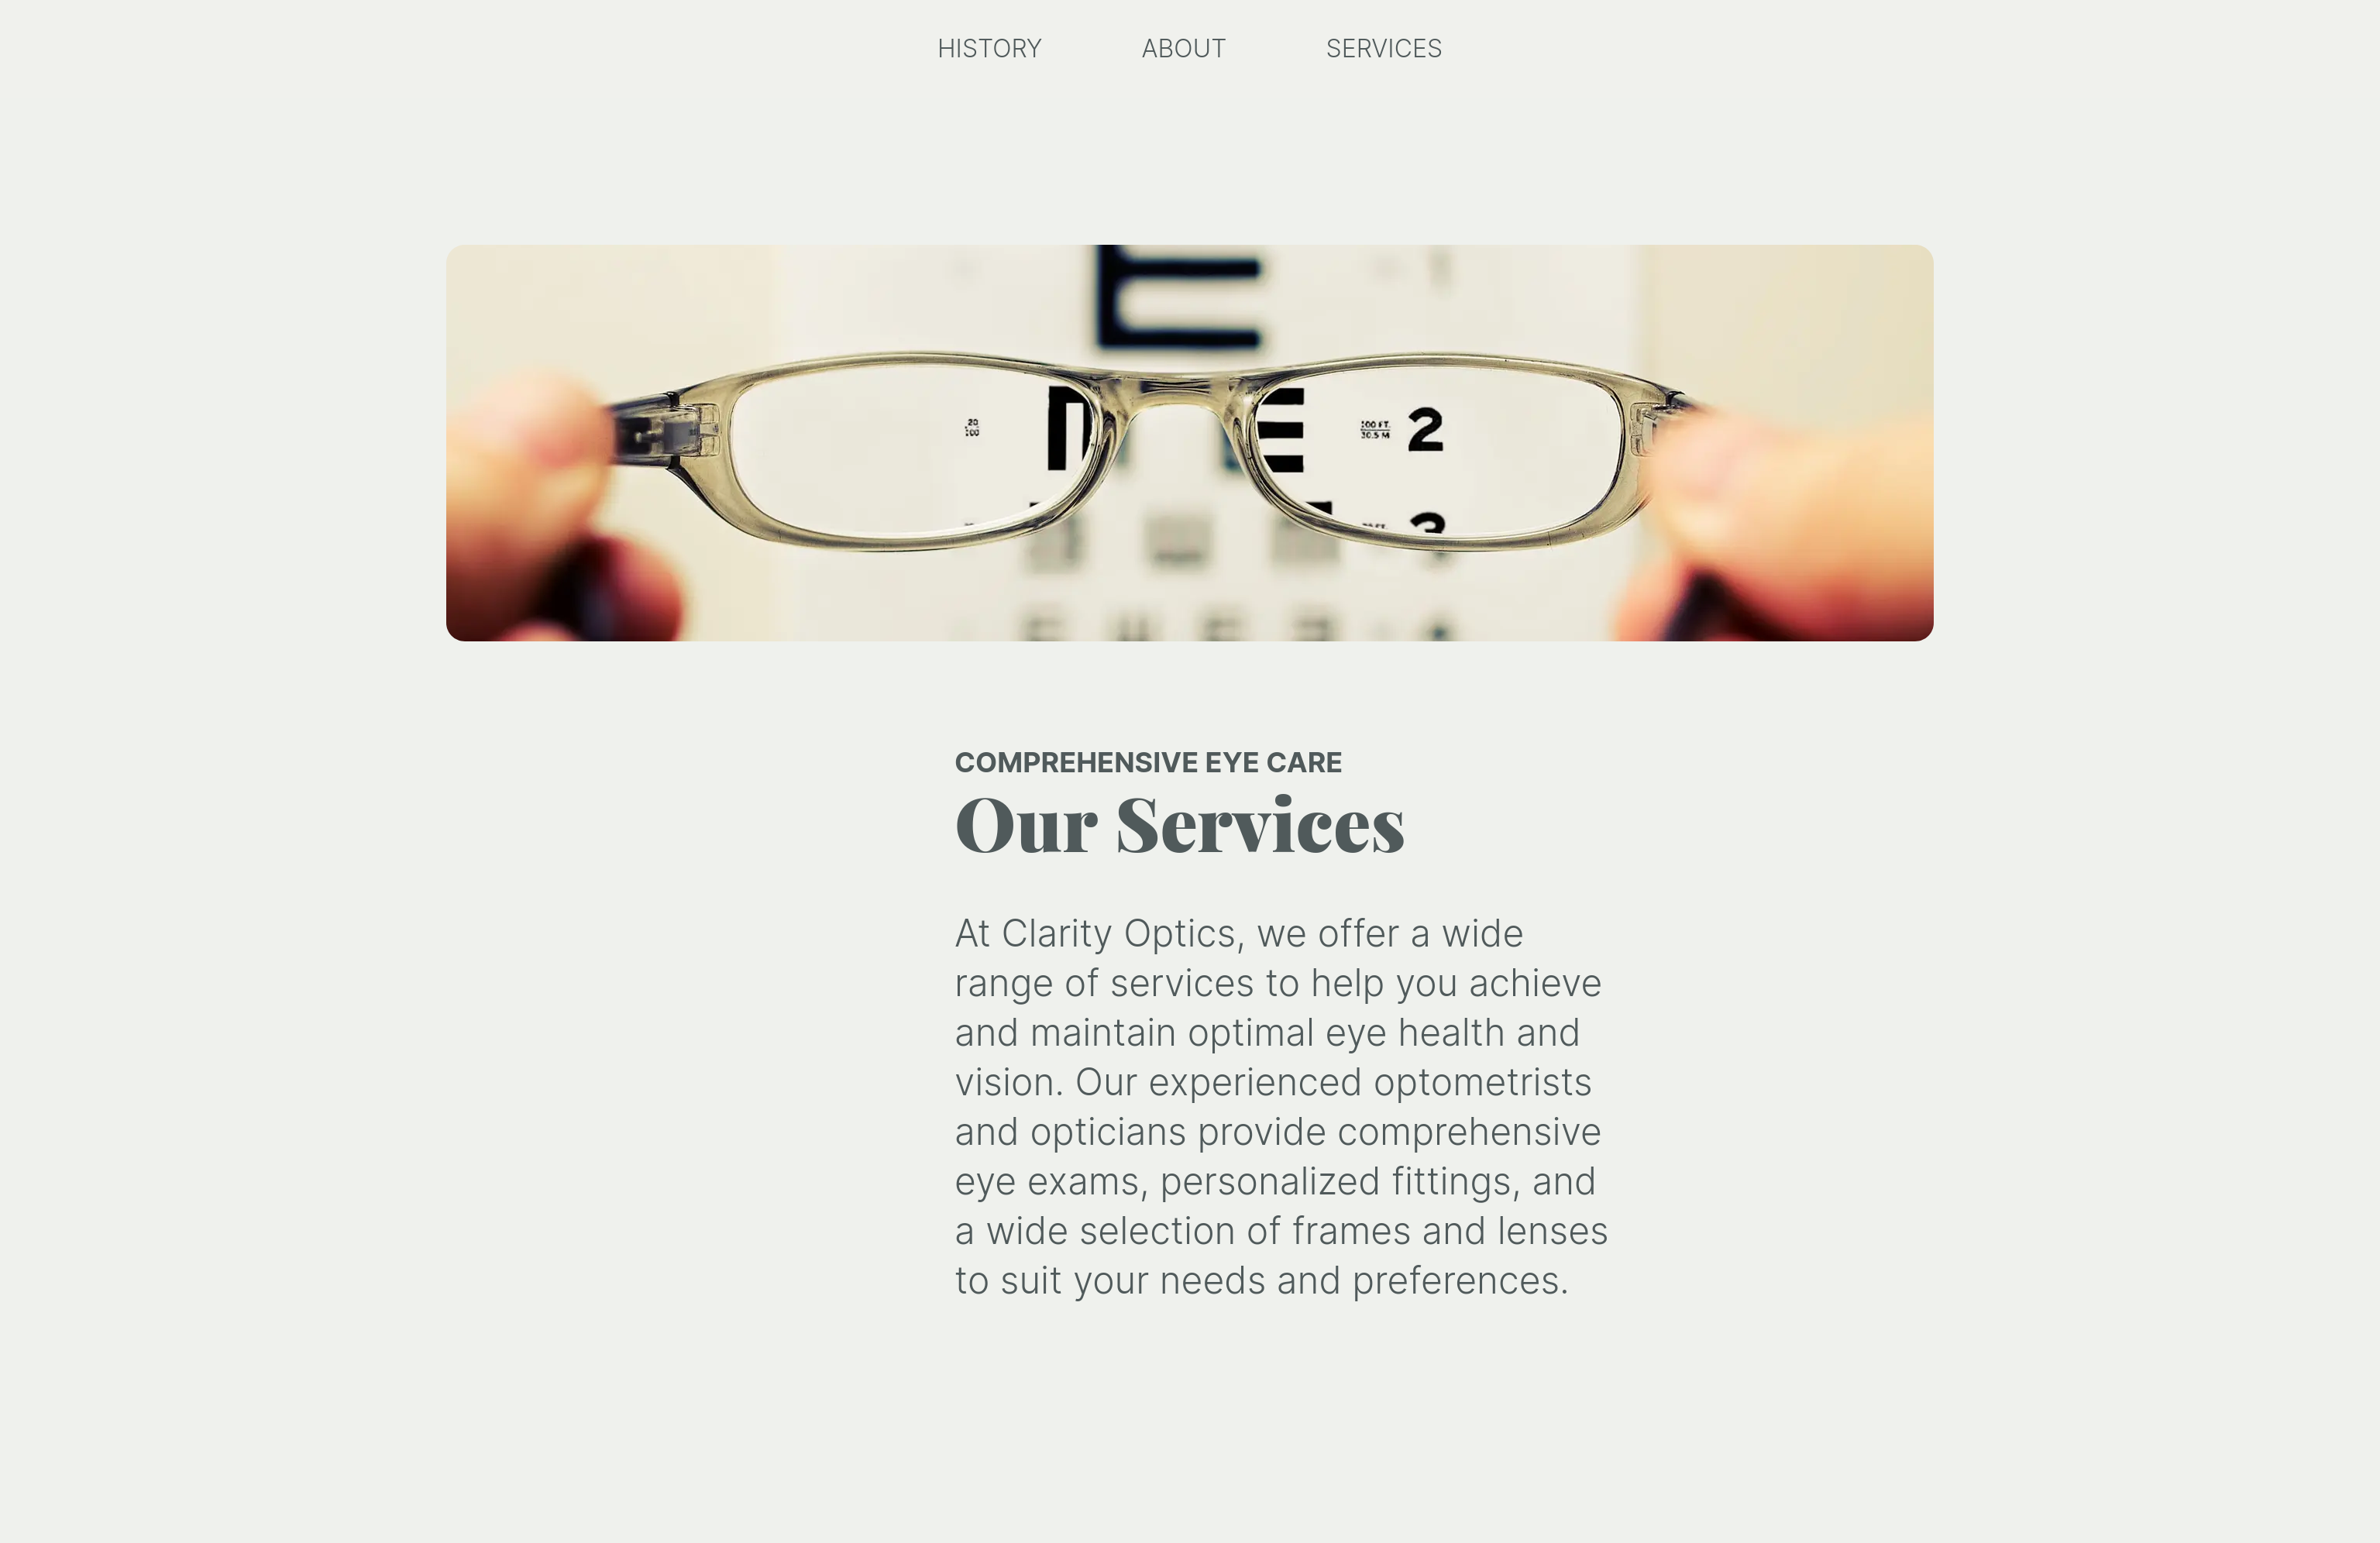 HISTORY ABOUT SERVICES
E
20
100
E
100 FT.
30.5 M
2
3
COMPREHENSIVE EYE CARE
Our Services
At Clarity Optics, we offer a wide
range of services to help you achieve
and maintain optimal eye health and
vision. Our experienced optometrists
and opticians provide comprehensive
eye exams, personalized fittings, and
a wide selection of frames and lenses
to suit your needs and preferences.